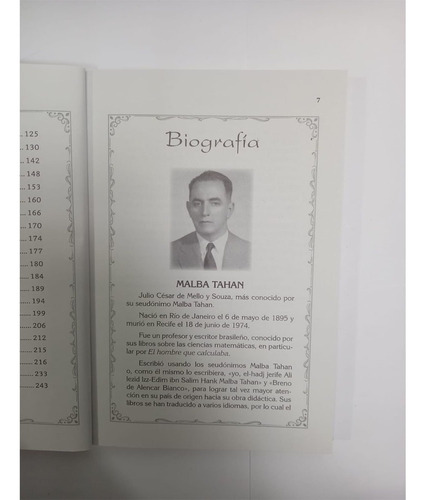 125
130
142
148
153
160
166
170
174
177
180
184
189
194
199
206
212
215
216
233
243
7
Biografía
MALBA TAHAN
Julio César de Mello y Souza, más conocido por
su seudónimo Malba Tahan.
Nació en Río de Janeiro el 6 de mayo de 1895 y
murió en Recife el 18 de junio de 1974.
Fue un profesor y escritor brasileño, conocido por
sus libros sobre las ciencias matemáticas, en particu-
lar por El hombre que calculaba.
Escribió usando los seudónimos Malba Tahan
o, como él mismo lo escribiera, «yo, el-hadj jerife Ali
Iezid Izz-Edim ibn Salim Hank Malba Tahan» y «Breno
de Alencar Bianco», para lograr tal vez mayor aten-
ción en su país de origen hacia su obra didáctica. Sus
libros se han traducido a varios idiomas, por lo cual el